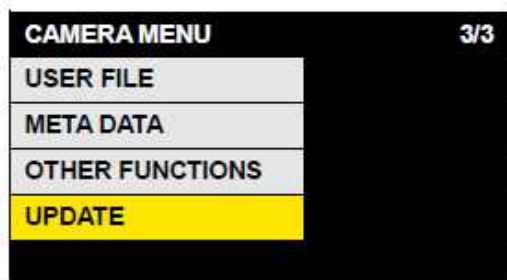 CAMERA MENU 3/3
USER FILE
META DATA
OTHER FUNCTIONS
UPDATE